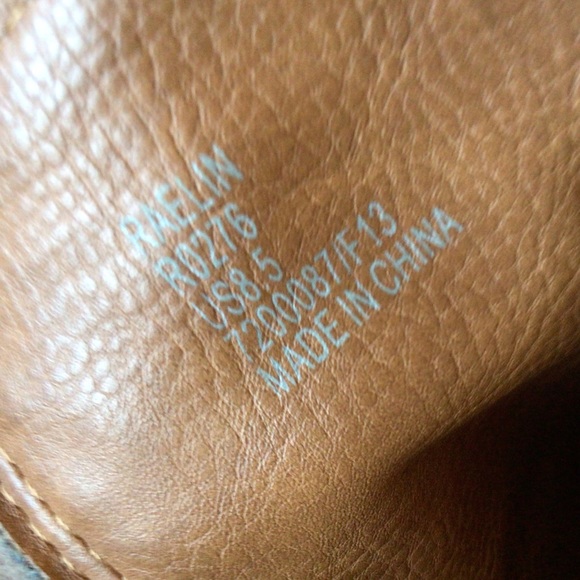 RAELIN
R0276
US8.5
7200087/F13
MADE IN CHINA